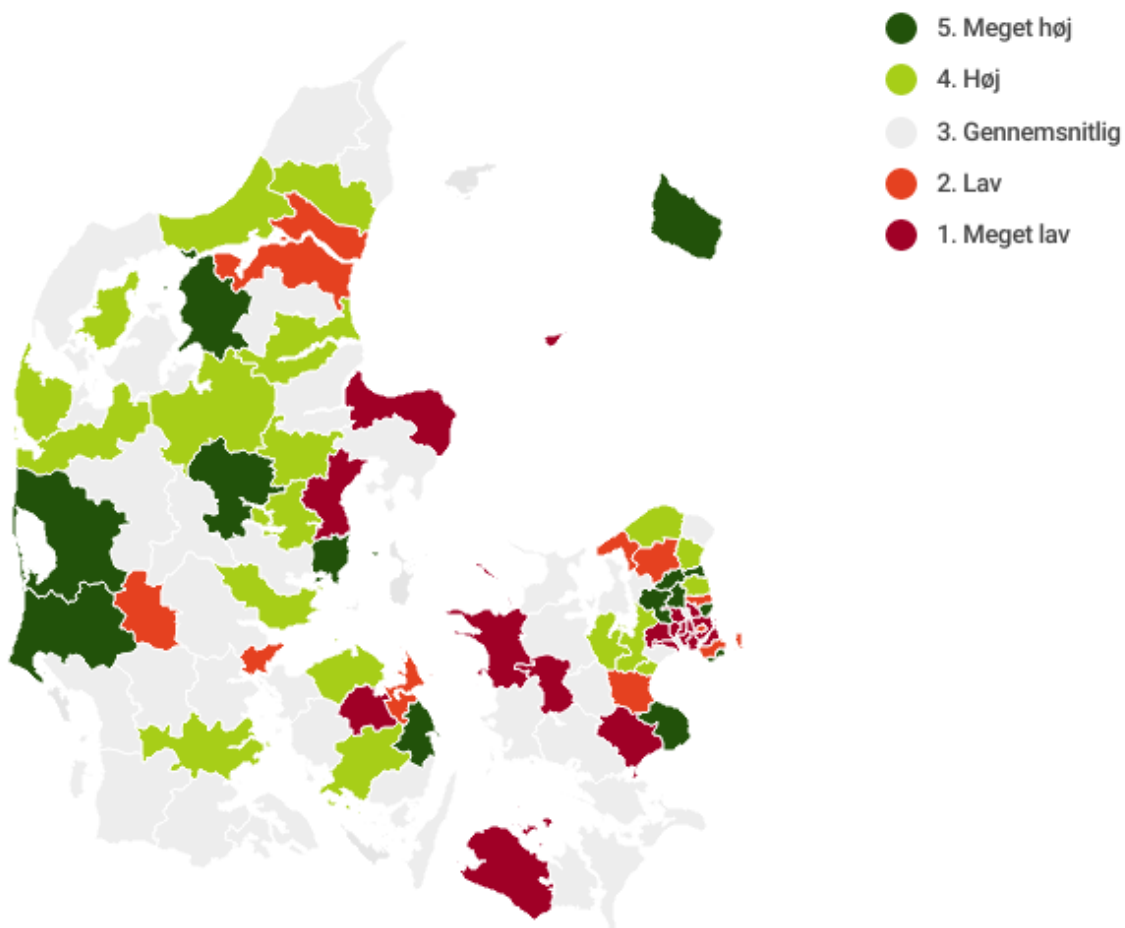 5. Meget høj
4. Høj
3. Gennemsnitlig
2. Lav
1. Meget lav